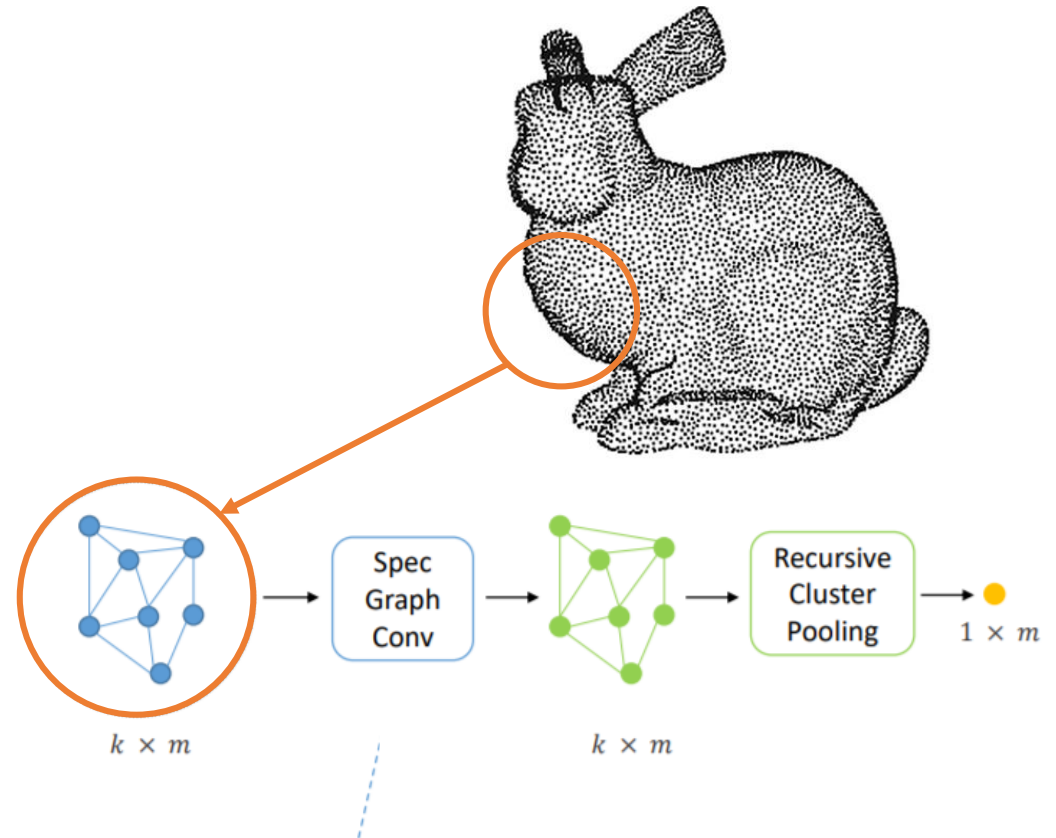 Spec
Graph
Conv
Recursive
Cluster
Pooling
1 × m
k × m
k × m